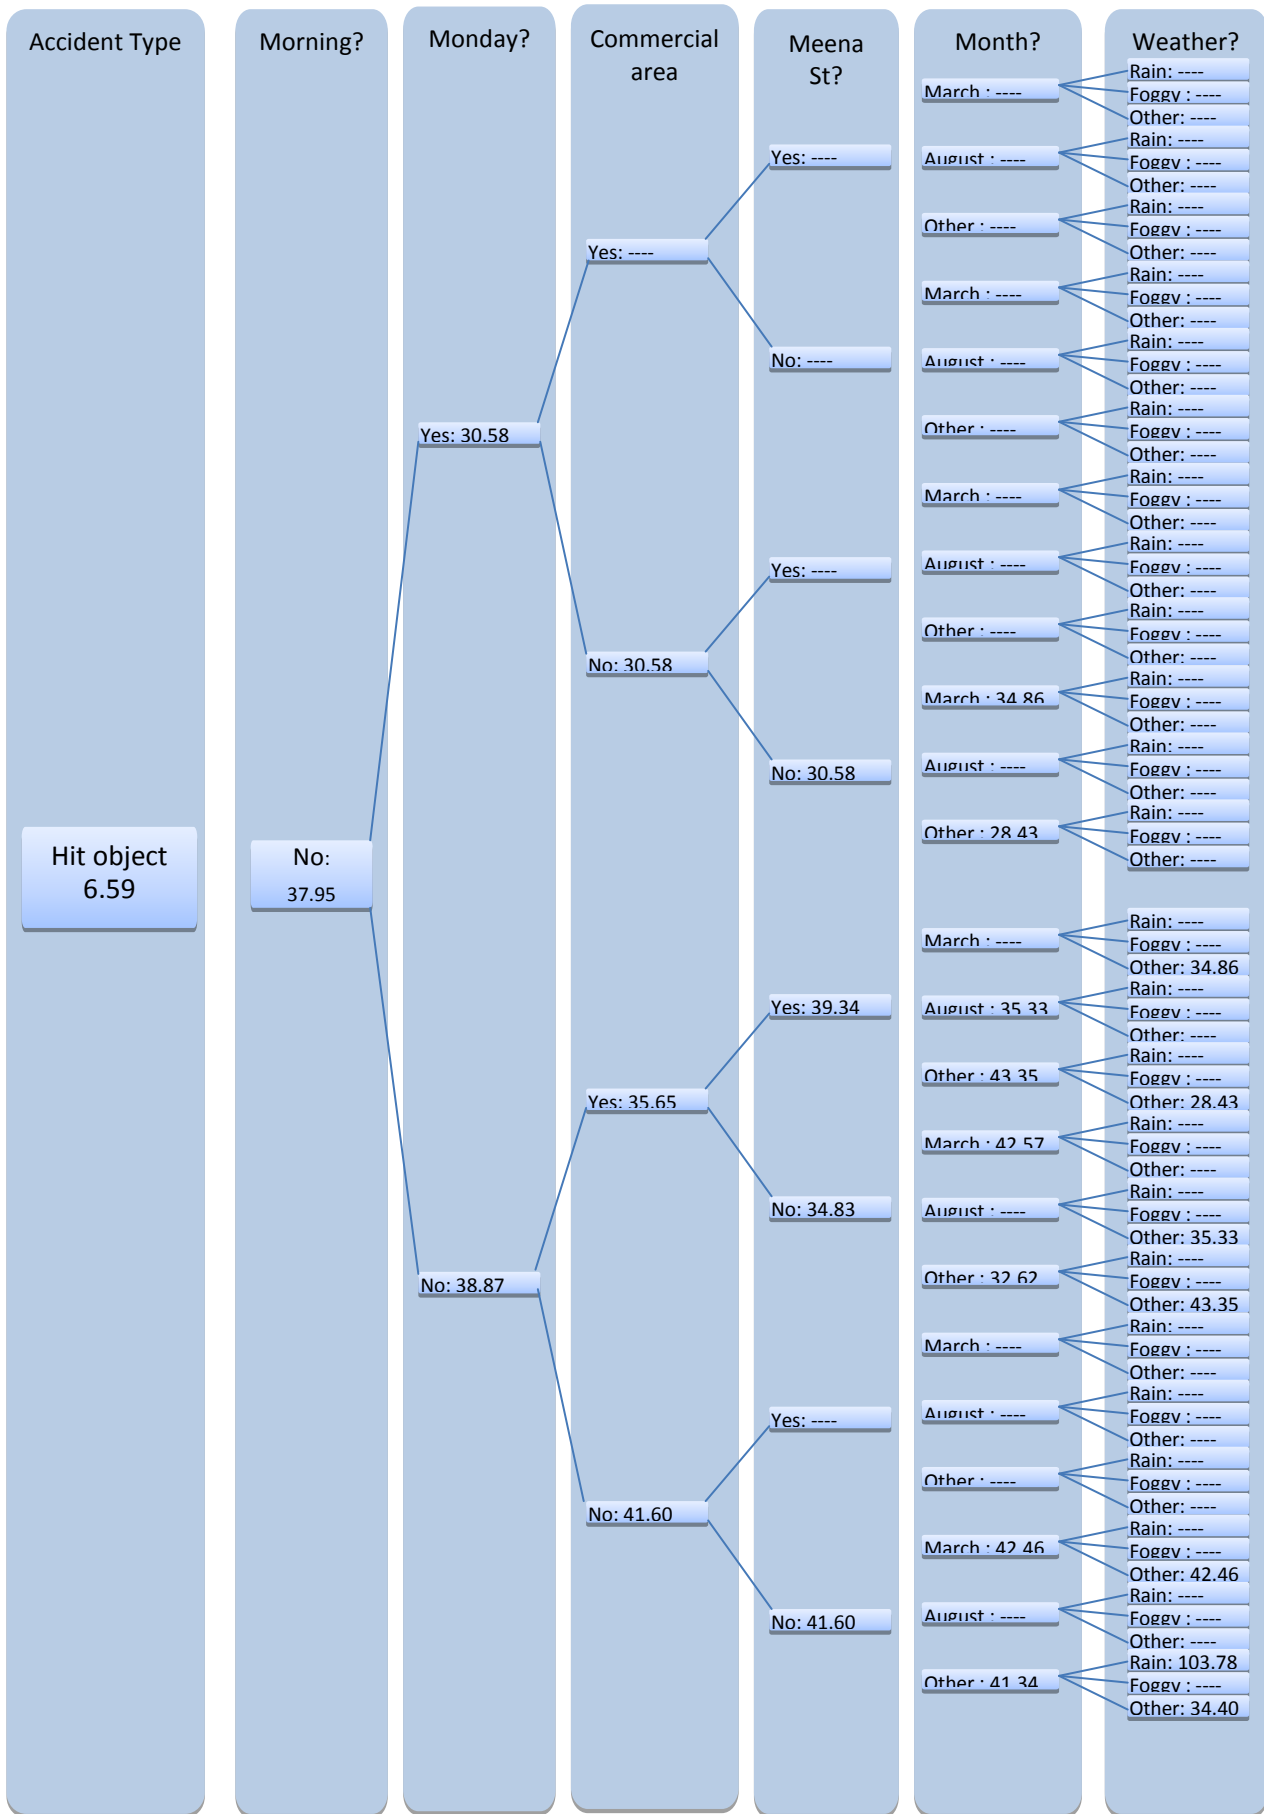 Accident Type
Hit object
6.59
Morning?
No:
37.95
Monday?
Yes: 30.58
No: 38.87
Commercial
area
Yes: ----
No: 30.58
Yes: 35.65
No: 41.60
Meena
St?
Yes: ----
No: ----
Yes: ----
No: 30.58
Yes: 39.34
No: 34.83
Yes: ----
No: 41.60
Month?
March : ----
August : ----
Other : ----
March : ----
August : ----
Other : ----
March : ----
August : ----
Other : ----
March : 34.86
August : ----
Other : 28.43
March : ----
August : 35.33
Other : 43.35
March : 42.57
August : ----
Other : 32.62
March : ----
August : ----
Other : ----
March : 42.46
August : ----
Other : 41.34
Weather?
Rain: ----
Foggy : ----
Other: ----
Rain: ----
Foggy : ----
Other: ----
Rain: ----
Foggy : ----
Other: ----
Rain: ----
Foggy : ----
Other: ----
Rain: ----
Foggy : ----
Other: ----
Rain: ----
Foggy : ----
Other: ----
Rain: ----
Foggy : ----
Other: ----
Rain: ----
Foggy : ----
Other: ----
Rain: ----
Foggy : ----
Other: ----
Rain: ----
Foggy : ----
Other: ----
Rain: ----
Foggy : ----
Other: ----
Rain: ----
Foggy : ----
Other: ----
Rain: ----
Foggy : ----
Other: 34.86
Rain: ----
Foggy : ----
Other: ----
Rain: ----
Foggy : ----
Other: 28.43
Rain: ----
Foggy : ----
Other: ----
Rain: ----
Foggy : ----
Other: 35.33
Rain: ----
Foggy : ----
Other: 43.35
Rain: ----
Foggy : ----
Other: ----
Rain: ----
Foggy : ----
Other: ----
Rain: ----
Foggy : ----
Other: ----
Rain: ----
Foggy : ----
Other: 42.46
Rain: ----
Foggy : ----
Other: ----
Rain: 103.78
Foggy : ----
Other: 34.40